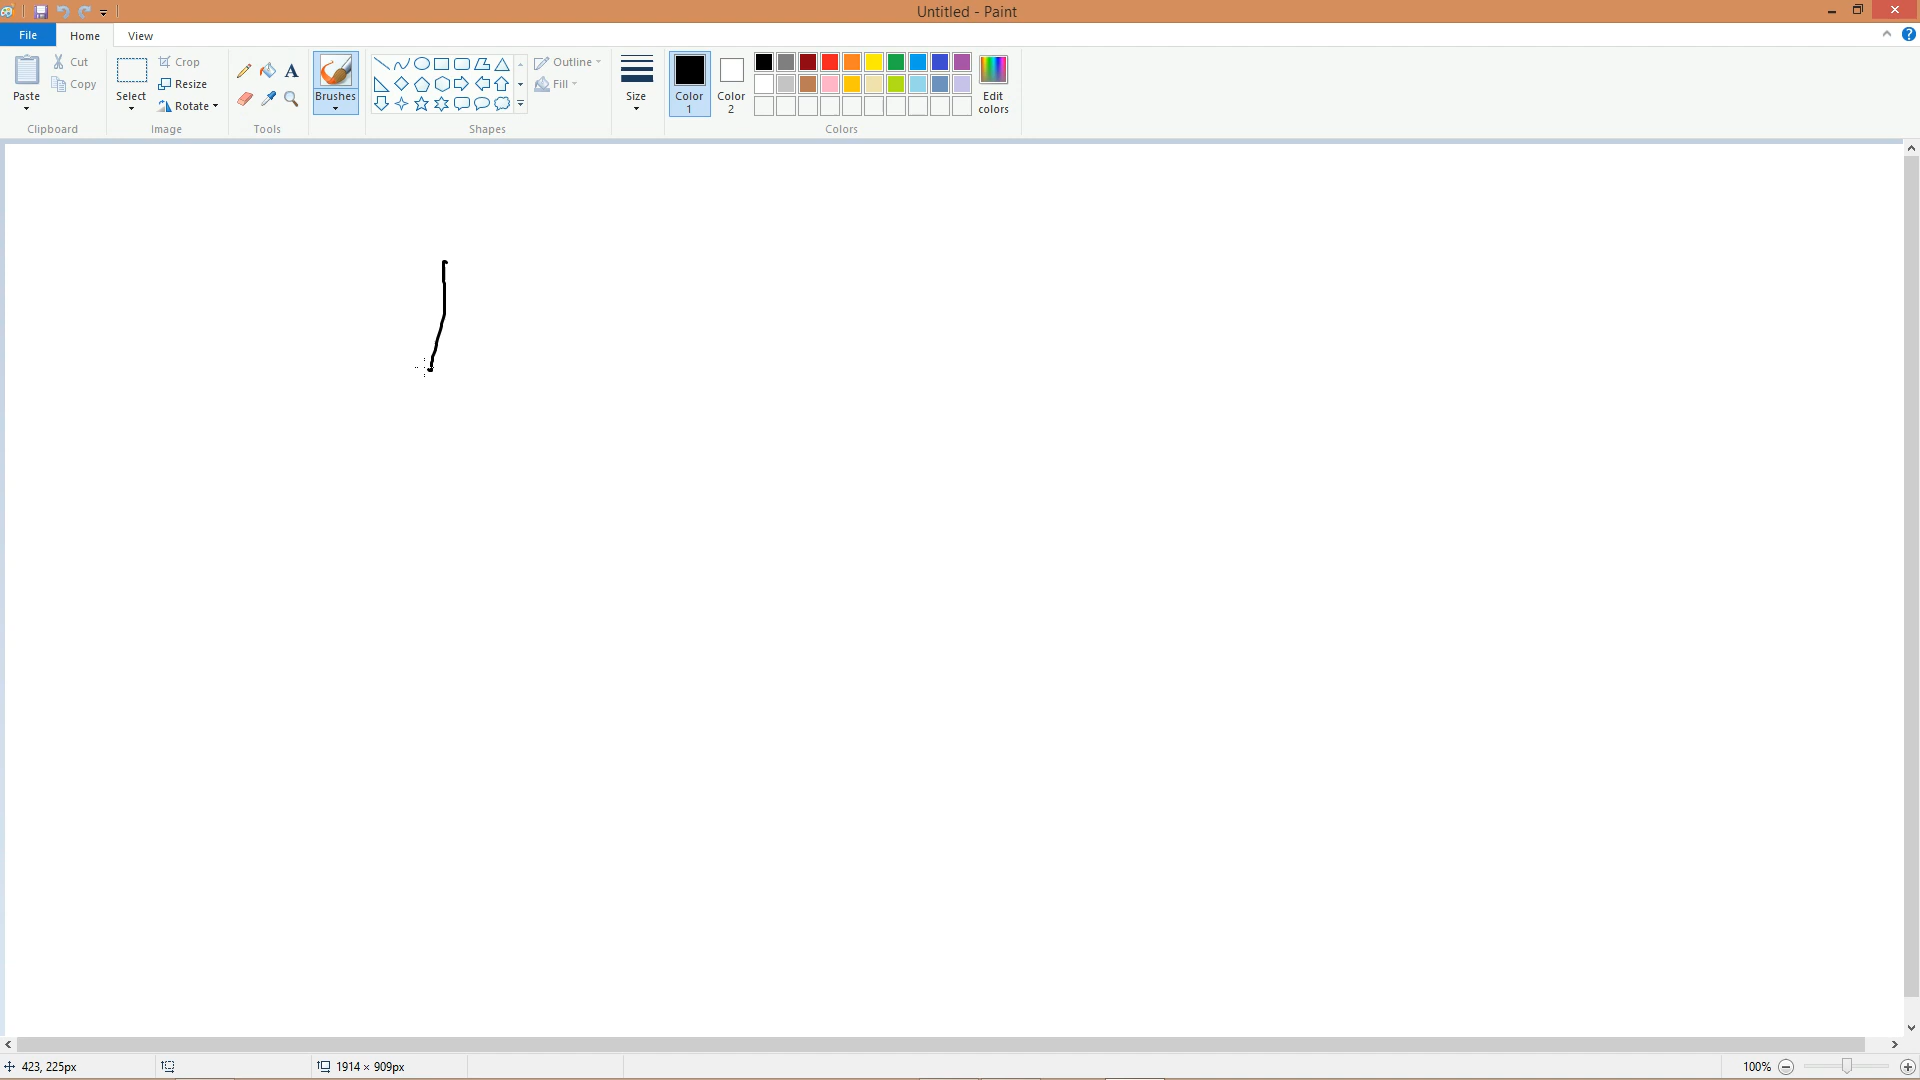 Untitled - Paint
File Home View
Paste
Cut
Copy
Clipboard
Select
Crop
Resize
Rotate
Image
A
Tools
Brushes
Outline
Fill
Shapes
Size
Color 1
Color 2
Edit colors
Colors
423, 225px
1914 × 909px
100%